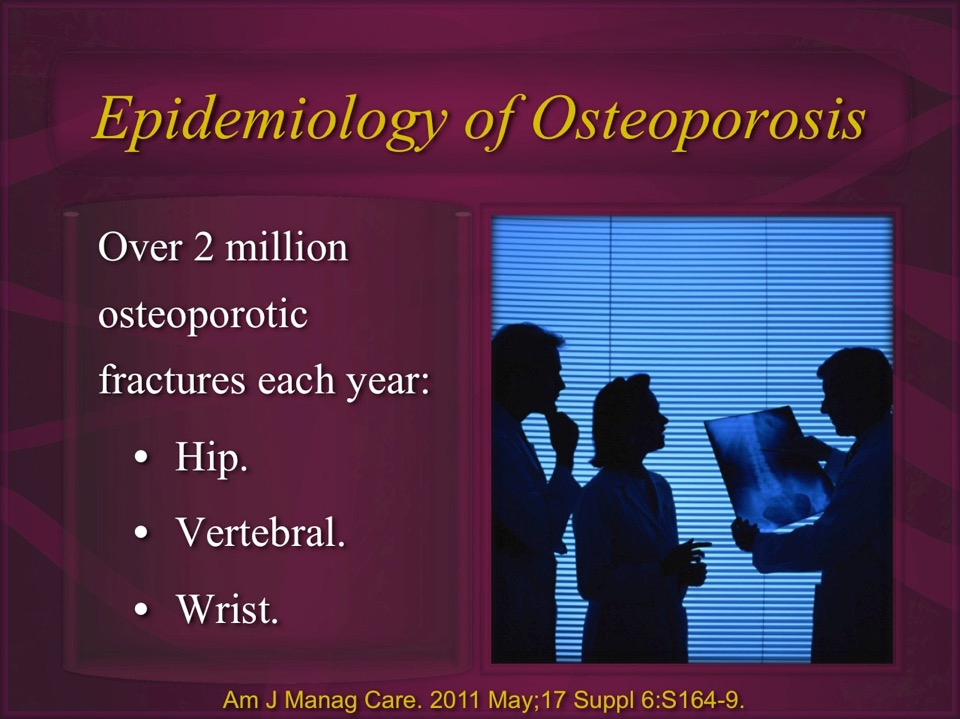 Epidemiology of Osteoporosis
Over 2 million
osteoporotic
fractures each year:
• Hip.
• Vertebral.
• Wrist.
Am J Manag Care. 2011 May;17 Suppl 6:S164-9.